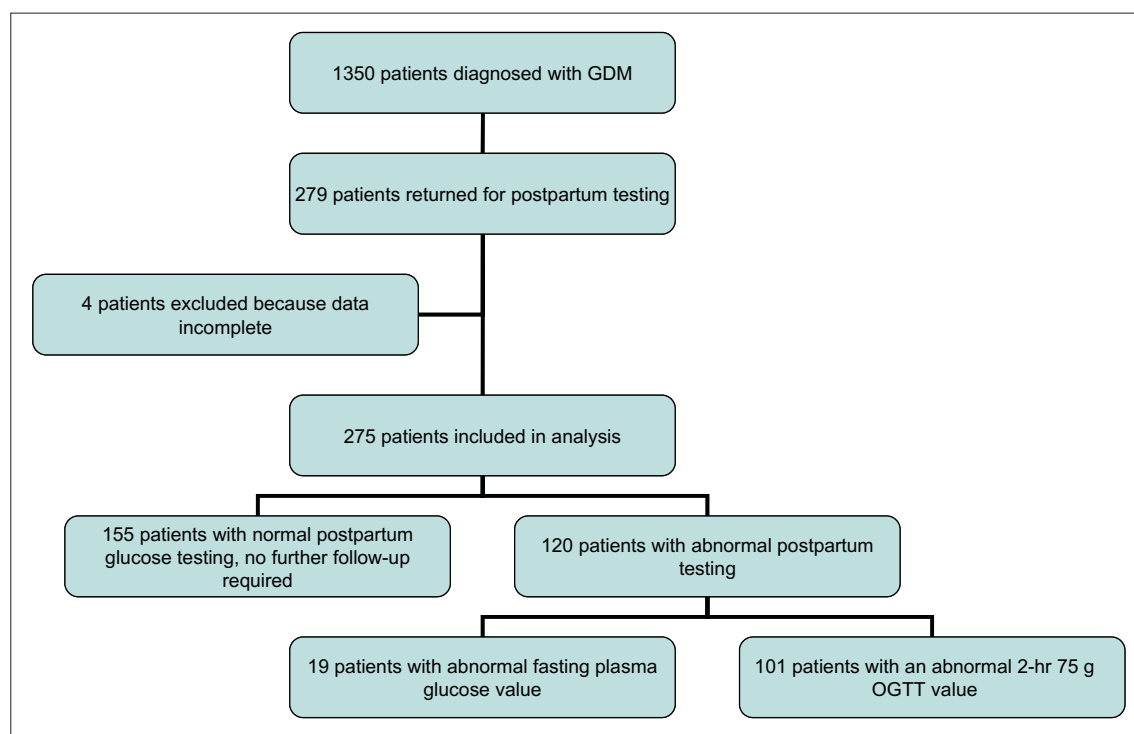 1350 patients diagnosed with GDM
279 patients returned for postpartum testing
4 patients excluded because data
incomplete
275 patients included in analysis
155 patients with normal postpartum
glucose testing, no further follow-up
required
120 patients with abnormal postpartum
testing
19 patients with abnormal fasting plasma
glucose value
101 patients with an abnormal 2-hr 75 g
OGTT value